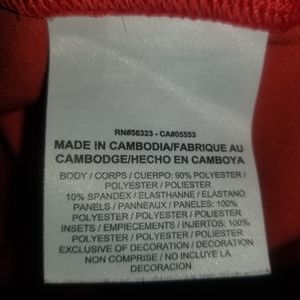 RN#56323 - CA#05553
MADE IN CAMBODIA/FABRIQUE AU
CAMBODGE/HECHO EN CAMBOYA
BODY / CORPS / CUERPO: 90% POLYESTER /
POLYESTER / POLIESTER
10% SPANDEX / ELASTHANNE / ELASTANO
PANELS / PANNEAUX / PANELES: 100%
POLYESTER / POLYESTER / POLIESTER
INSETS / EMPIECEMENTS / INJERTOS: 100%
POLYESTER / POLYESTER / POLIESTER
EXCLUSIVE OF DECORATION / DECORATION
NON COMPRISE / NO INCLUYE LA
DECORACION